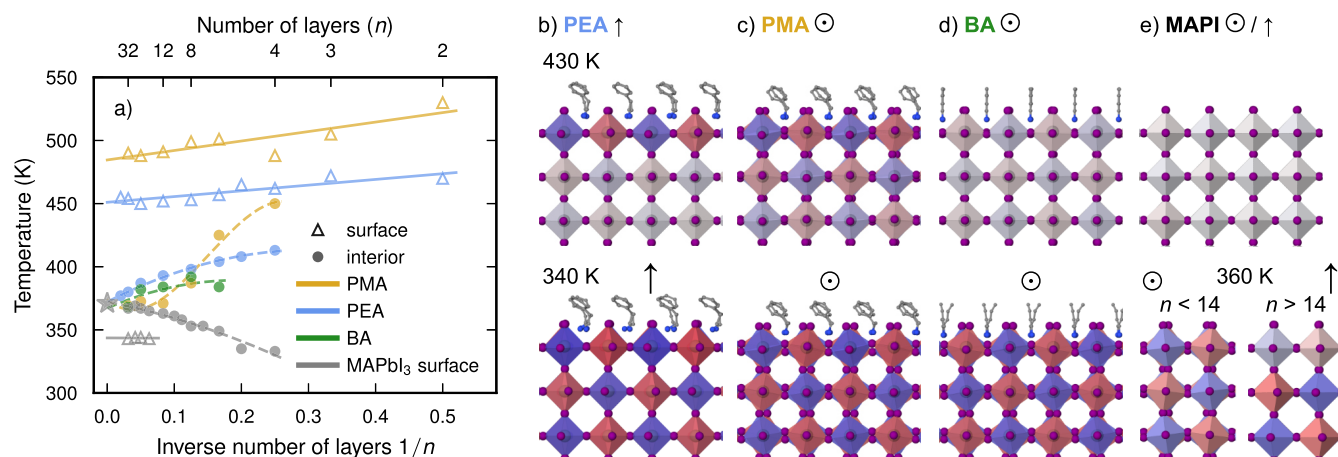 Number of layers (n)
32 12 8 4 3 2
a)
Temperature (K)
550
500
450
400
350
300
surface
interior
PMA
PEA
BA
MAPbI₃ surface
0.0 0.1 0.2 0.3 0.4 0.5
Inverse number of layers 1/n
b) PEA ↑
c) PMA ⊙
d) BA ⊙
e) MAPI ⊙ / ↑
430 K
340 K ↑
⊙
⊙
⊙ 360 K ↑
n < 14 n > 14